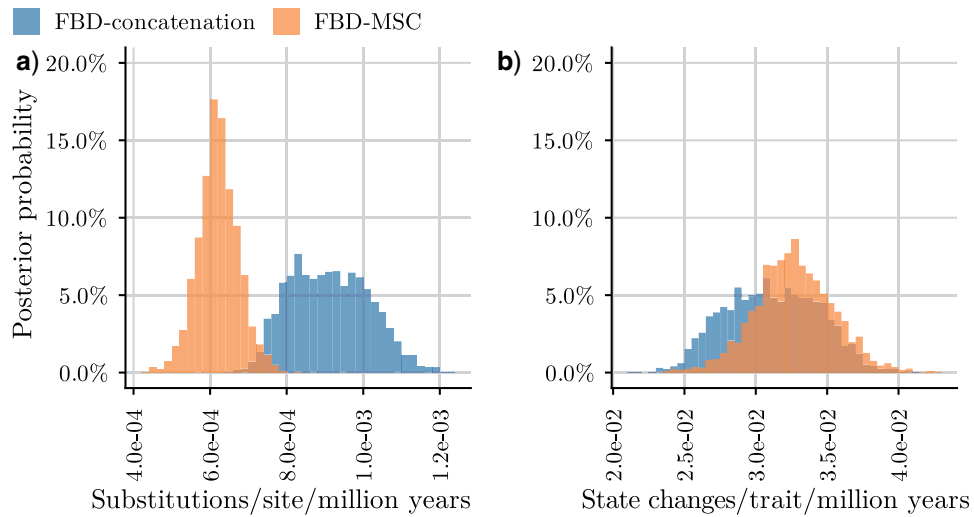 FBD-concatenation FBD-MSC
a) b)
Posterior probability
20.0%
15.0%
10.0%
5.0%
0.0%
4.0e-04
6.0e-04
8.0e-04
1.0e-03
1.2e-03
Substitutions/site/million years
20.0%
15.0%
10.0%
5.0%
0.0%
2.0e-02
2.5e-02
3.0e-02
3.5e-02
4.0e-02
State changes/trait/million years